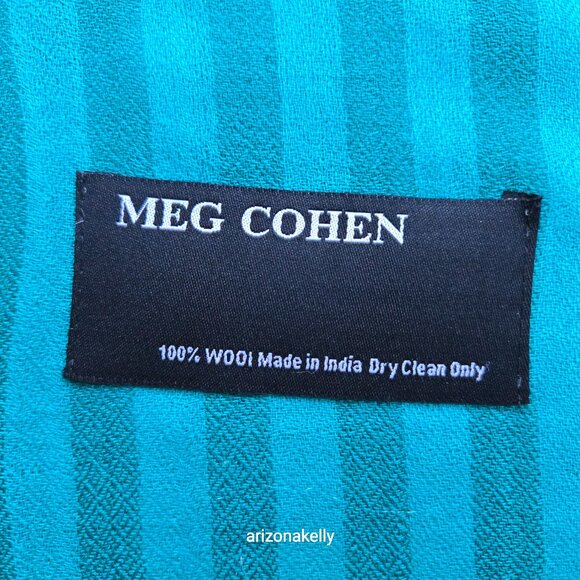 MEG COHEN
100% WOOl Made in India Dry Clean Only
arizonakelly